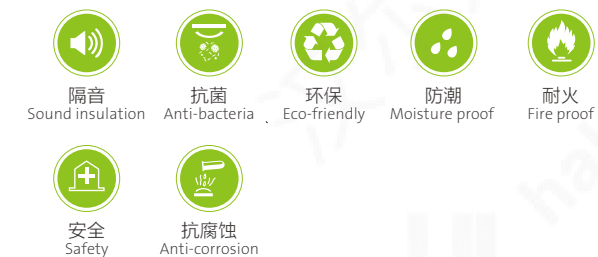 隔音 抗菌 环保 防潮 耐火
Sound insulation Anti-bacteria 、 Eco-friendly Moisture proof Fire proof
安全 抗腐蚀
Safety Anti-corrosion